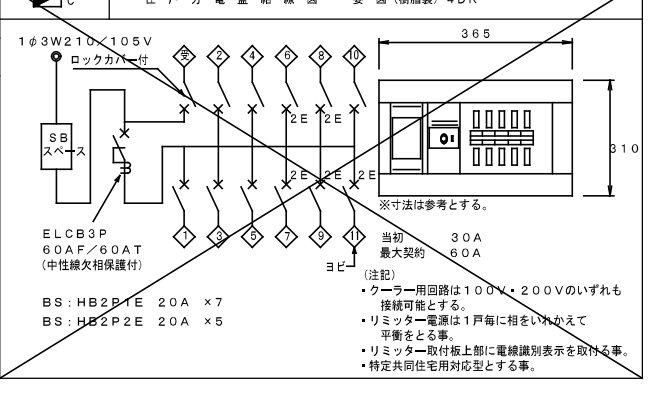 C
1φ3W210/105V
ロックカバー付
受 2 4 6 8 10
2E 2E
SB
スペース
2E 2E 2E
1 3 5 7 9 11
ヨビ
ELCB3P
60AF/60AT
(中性線欠相保護付)
BS:HB2P1E 20A ×7
BS:HB2P2E 20A ×5
365
310
※寸法は参考とする。
当初 30A
最大契約 60A
(注記)
・クーラー用回路は100V・200Vのいずれも
接続可能とする。
・リミッター電源は1戸毎に相をいれかえて
平衡をとる事。
・リミッター取付板上部に電線識別表示を取付る事。
・特定共同住宅用対応型とする事。